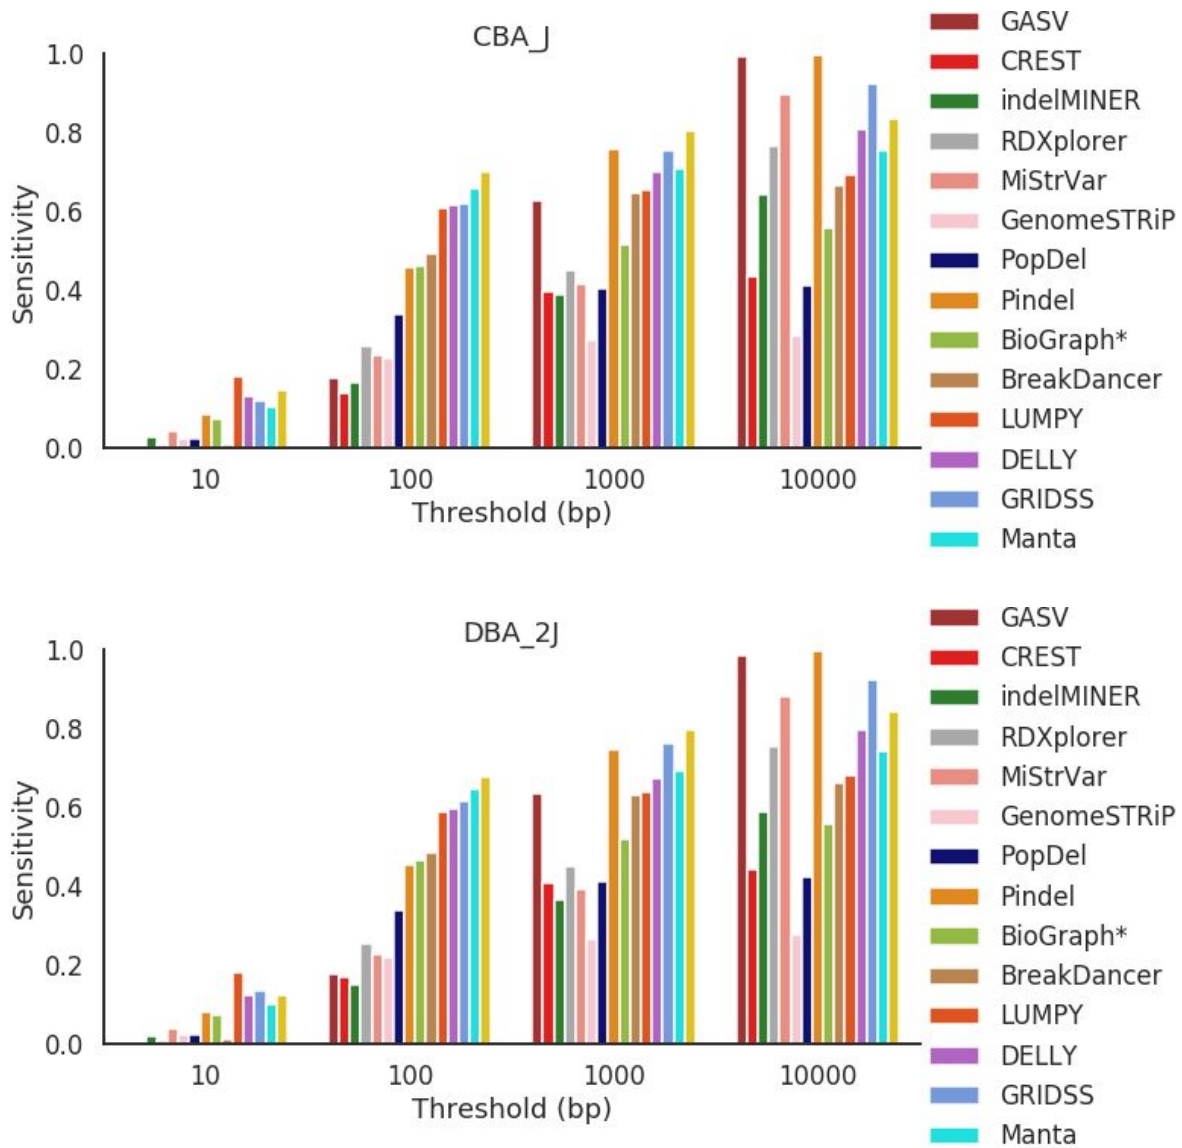 CBA_J
1.0
0.8
0.6
0.4
0.2
0.0
Sensitivity
10 100 1000 10000
Threshold (bp)
GASV
CREST
indelMINER
RDXplorer
MiStrVar
GenomeSTRiP
PopDel
Pindel
BioGraph*
BreakDancer
LUMPY
DELLY
GRIDSS
Manta
DBA_2J
1.0
0.8
0.6
0.4
0.2
0.0
Sensitivity
10 100 1000 10000
Threshold (bp)
GASV
CREST
indelMINER
RDXplorer
MiStrVar
GenomeSTRiP
PopDel
Pindel
BioGraph*
BreakDancer
LUMPY
DELLY
GRIDSS
Manta